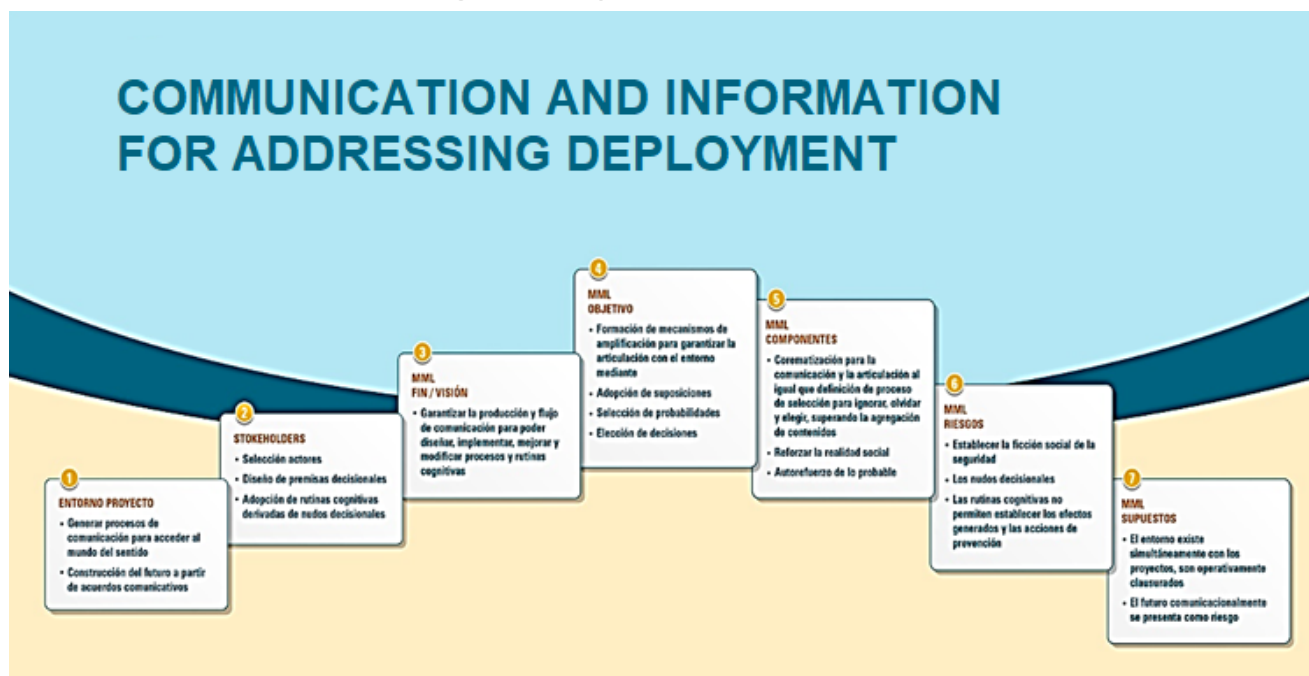 COMMUNICATION AND INFORMATION
FOR ADDRESSING DEPLOYMENT
1
ENTORNO PROYECTO
• Generar procesos de
comunicación para acceder al
mundo del sentido
• Construcción del futuro a partir
de acuerdos comunicativos
2
STOKEHOLDERS
• Selección actores
• Diseño de premisas decisionales
• Adopción de rutinas cognitivas
derivadas de nudos decisionales
3
MML
FIN / VISIÓN
• Garantizar la producción y flujo
de comunicación para poder
diseñar, implementar, mejorar y
modificar procesos y rutinas
cognitivas
4
MML
OBJETIVO
• Formación de mecanismos de
amplificación para garantizar la
articulación con el entorno
mediante
• Adopción de suposiciones
• Selección de probabilidades
• Elección de decisiones
5
MML
COMPONENTES
• Corematización para la
comunicación y la articulación al
igual que definición de proceso
de selección para ignorar, olvidar
y elegir, superando la agregación
de contenidos
• Reforzar la realidad social
• Autorefuerzo de lo probable
6
MML
RIESGOS
• Establecer la ficción social de la
seguridad
• Los nudos decisionales
• Las rutinas cognitivas no
permiten establecer los efectos
generados y las acciones de
prevención
7
MML
SUPUESTOS
• El entorno existe
simultáneamente con los
proyectos, son operativamente
clausurados
• El futuro comunicacionalmente
se presenta como riesgo